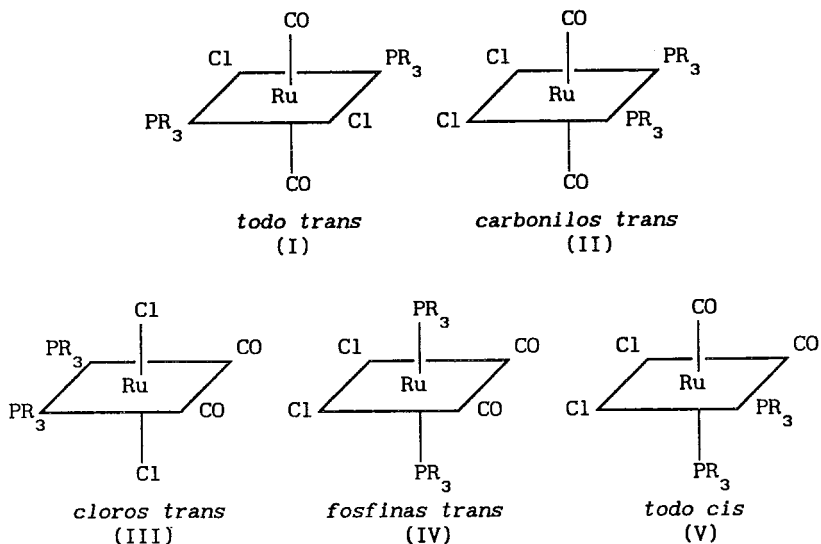 CO
CO
Cl
PR3
Cl
PR3
Ru
Ru
PR3
Cl
Cl
PR3
CO
CO
todo trans
(I)
carbonilos trans
(II)
Cl
PR3
CO
PR3
Cl
CO
Cl
CO
Ru
Ru
Ru
PR3
CO
Cl
CO
Cl
PR3
Cl
PR3
PR3
cloros trans
(III)
fosfinas trans
(IV)
todo cis
(V)